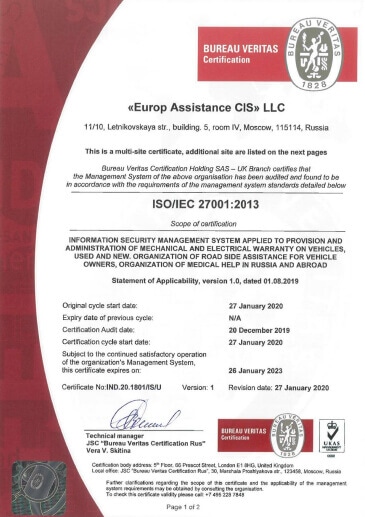 BUREAU VERITAS
Certification
BUREAU VERITAS
1828
«Europ Assistance CIS» LLC
11/10, Letnikovskaya str., building. 5, room IV, Moscow, 115114, Russia
This is a multi-site certificate, additional site are listed on the next pages
Bureau Veritas Certification Holding SAS – UK Branch certifies that
the Management System of the above organisation has been audited and found to be
in accordance with the requirements of the management system standards detailed below
ISO/IEC 27001:2013
Scope of certification
INFORMATION SECURITY MANAGEMENT SYSTEM APPLIED TO PROVISION AND
ADMINISTRATION OF MECHANICAL AND ELECTRICAL WARRANTY ON VEHICLES,
USED AND NEW. ORGANIZATION OF ROAD SIDE ASSISTANCE FOR VEHICLE
OWNERS, ORGANIZATION OF MEDICAL HELP IN RUSSIA AND ABROAD
Statement of Applicability, version 1.0, dated 01.08.2019
Original cycle start date: 27 January 2020
Expiry date of previous cycle: N/A
Certification Audit date: 20 December 2019
Certification cycle start date: 27 January 2020
Subject to the continued satisfactory operation
of the organization's Management System,
this certificate expires on: 26 January 2023
Certificate No:IND.20.1801/IS/U Version: 1 Revision date: 27 January 2020
Technical manager
JSC "Bureau Veritas Certification Rus"
Vera V. Skitina
BUREAU VERITAS
Certification
BUREAU VERITAS
1828
UKAS
MANAGEMENT
SYSTEMS
Certification body address: 5th Floor, 66 Prescot Street, London E1 8HG, United Kingdom
Local office: JSC "Bureau Veritas Certification Rus", 30, Marshala Proshlyakova str., 123458, Moscow, Russia
Further clarifications regarding the scope of this certificate and the applicability of the management
system requirements may be obtained by consulting the organisation.
To check this certificate validity please call: +7 495 228 7848
Page 1 of 2